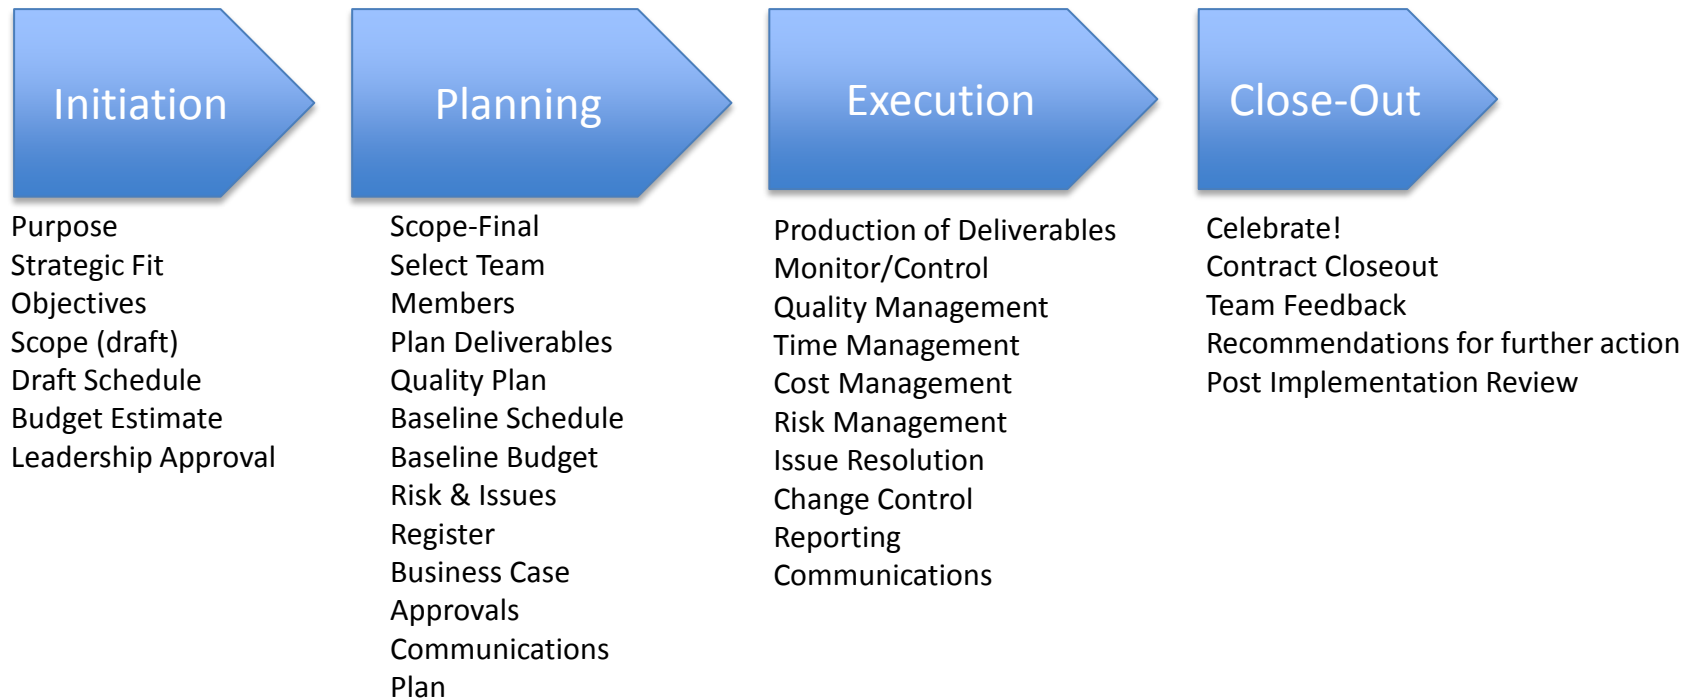 Initiation
Purpose
Strategic Fit
Objectives
Scope (draft)
Draft Schedule
Budget Estimate
Leadership Approval
Planning
Scope-Final
Select Team
Members
Plan Deliverables
Quality Plan
Baseline Schedule
Baseline Budget
Risk & Issues
Register
Business Case
Approvals
Communications
Plan
Execution
Production of Deliverables
Monitor/Control
Quality Management
Time Management
Cost Management
Risk Management
Issue Resolution
Change Control
Reporting
Communications
Close-Out
Celebrate!
Contract Closeout
Team Feedback
Recommendations for further action
Post Implementation Review